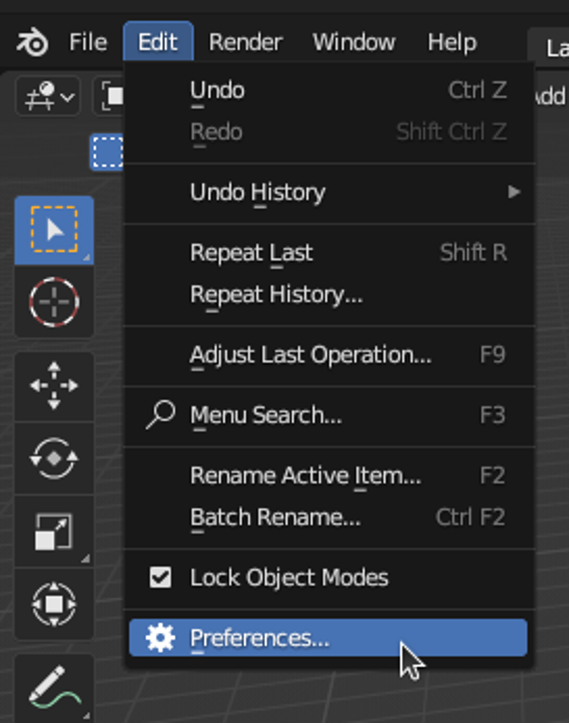 File Edit Render Window Help La
Add
Undo Ctrl Z
Redo Shift Ctrl Z
Undo History
Repeat Last Shift R
Repeat History...
Adjust Last Operation... F9
Menu Search... F3
Rename Active Item... F2
Batch Rename... Ctrl F2
Lock Object Modes
Preferences...